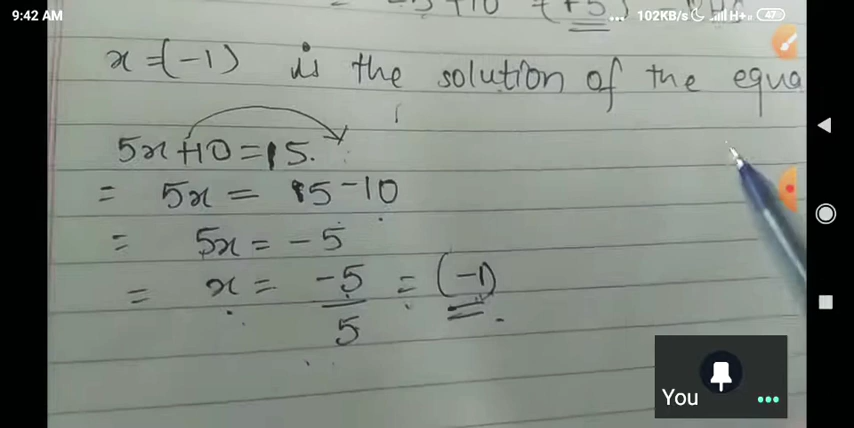 9:42 AM
... 102KB/s H+ 47
x = (-1) is the solution of the equa
5x+10 = 15.
= 5x = 15-10
= 5x = -5
= x = -5/5 = (-1)
You